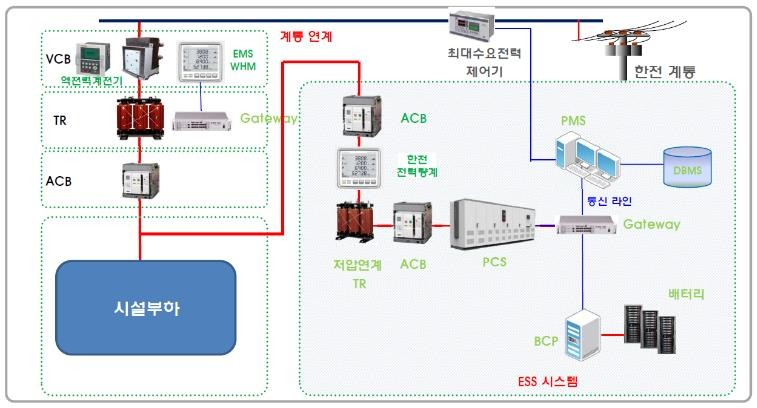 계통 연계
최대수요전력
제어기
한전 계통
VCB
역전력계전기
EMS
WHM
TR
Gateway
ACB
시설부하
ACB
한전
전력량계
저압연계
TR
ACB
PCS
PMS
DBMS
통신 라인
Gateway
BCP
배터리
ESS 시스템